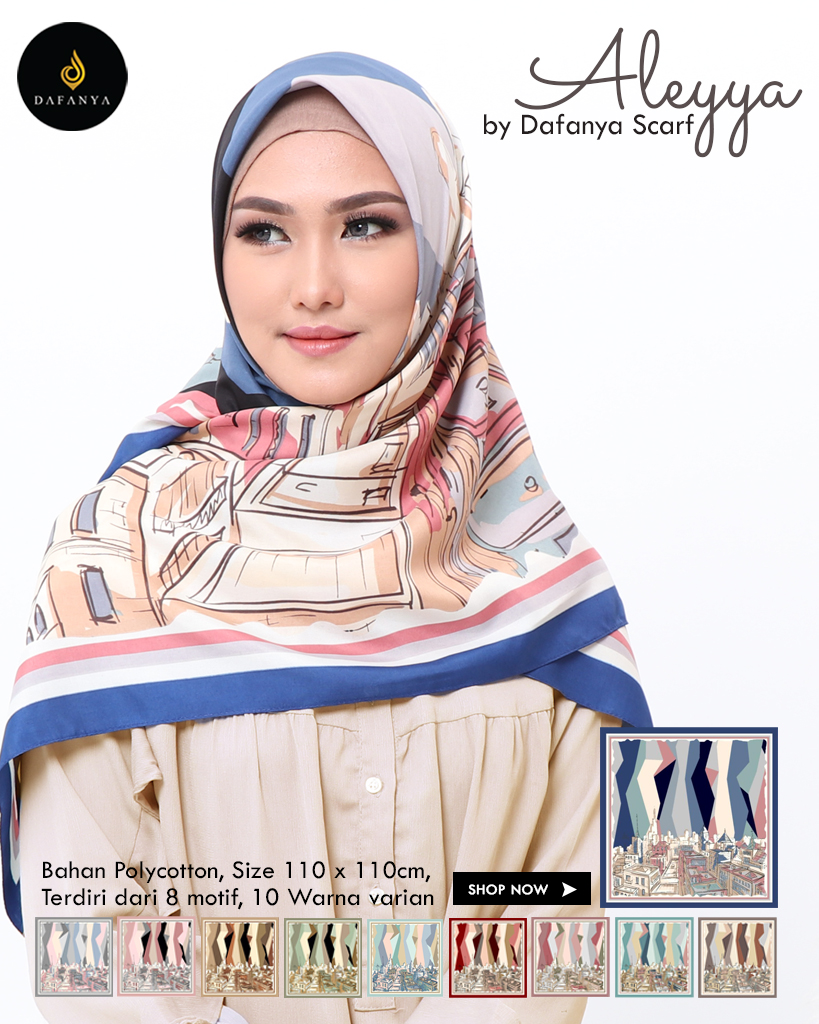 DAFANYA
Aleyya
by Dafanya Scarf
Bahan Polycotton, Size 110 x 110cm,
Terdiri dari 8 motif, 10 Warna varian
SHOP NOW